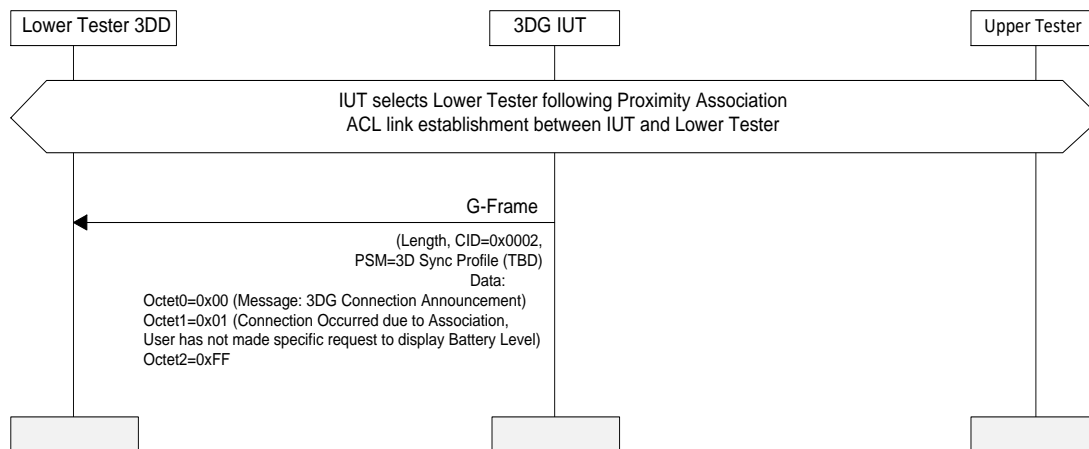 Lower Tester 3DD
3DG IUT
Upper Tester
IUT selects Lower Tester following Proximity Association
ACL link establishment between IUT and Lower Tester
G-Frame
(Length, CID=0x0002,
PSM=3D Sync Profile (TBD)
Data:
Octet0=0x00 (Message: 3DG Connection Announcement)
Octet1=0x01 (Connection Occurred due to Association,
User has not made specific request to display Battery Level)
Octet2=0xFF